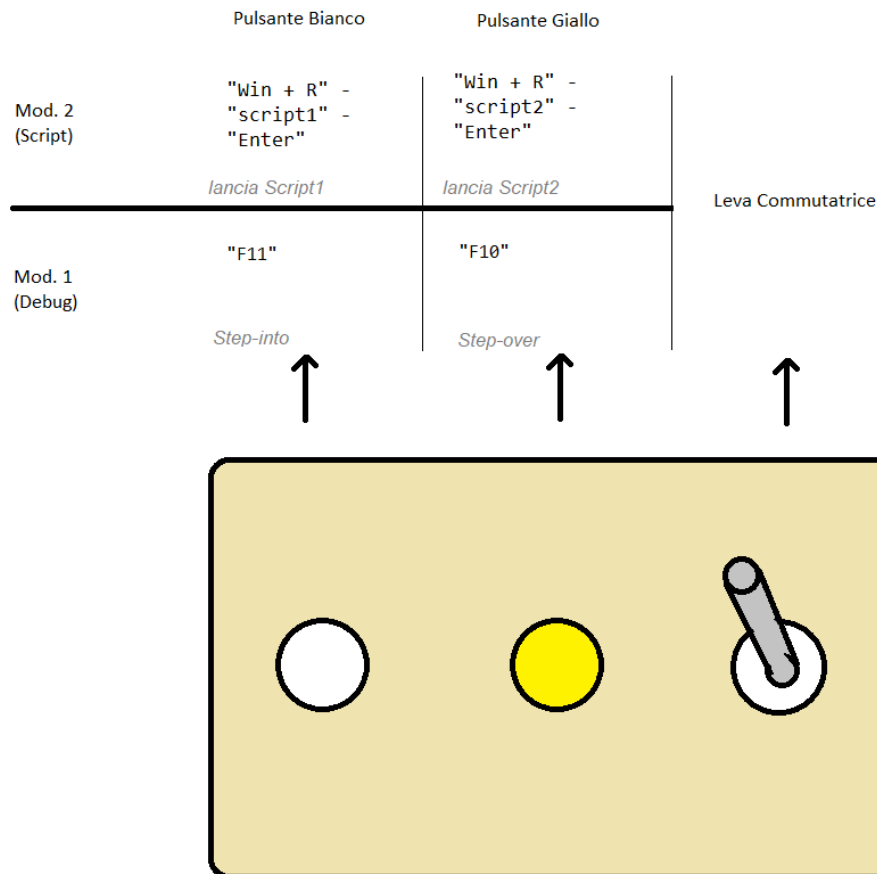 Pulsante Bianco
Pulsante Giallo
Mod. 2
(Script)
"Win + R" -
"script1" -
"Enter"
lancia Script1
"Win + R" -
"script2" -
"Enter"
lancia Script2
Leva Commutatrice
Mod. 1
(Debug)
"F11"
Step-into
"F10"
Step-over